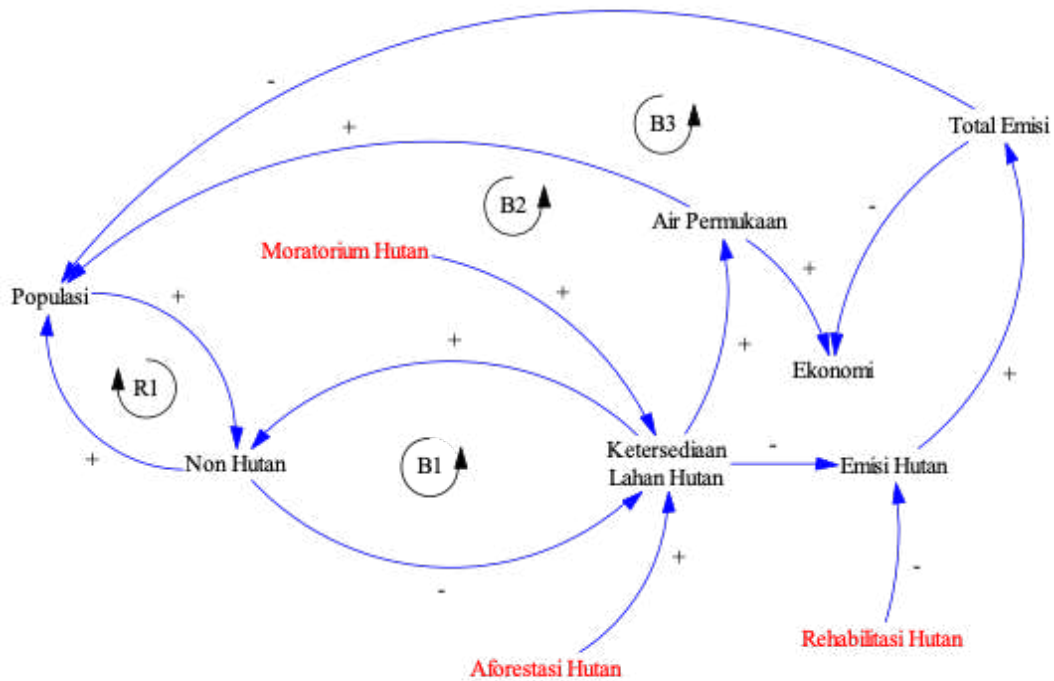 -
+
B3
Total Emisi
B2
Air Permukaan
-
Moratorium Hutan
+
Populasi
+
+
+
+
Ekonomi
R1
+
+
Non Hutan
B1
Ketersediaan
Lahan Hutan
-
Emisi Hutan
+
-
+
-
Rehabilitasi Hutan
Aforestasi Hutan